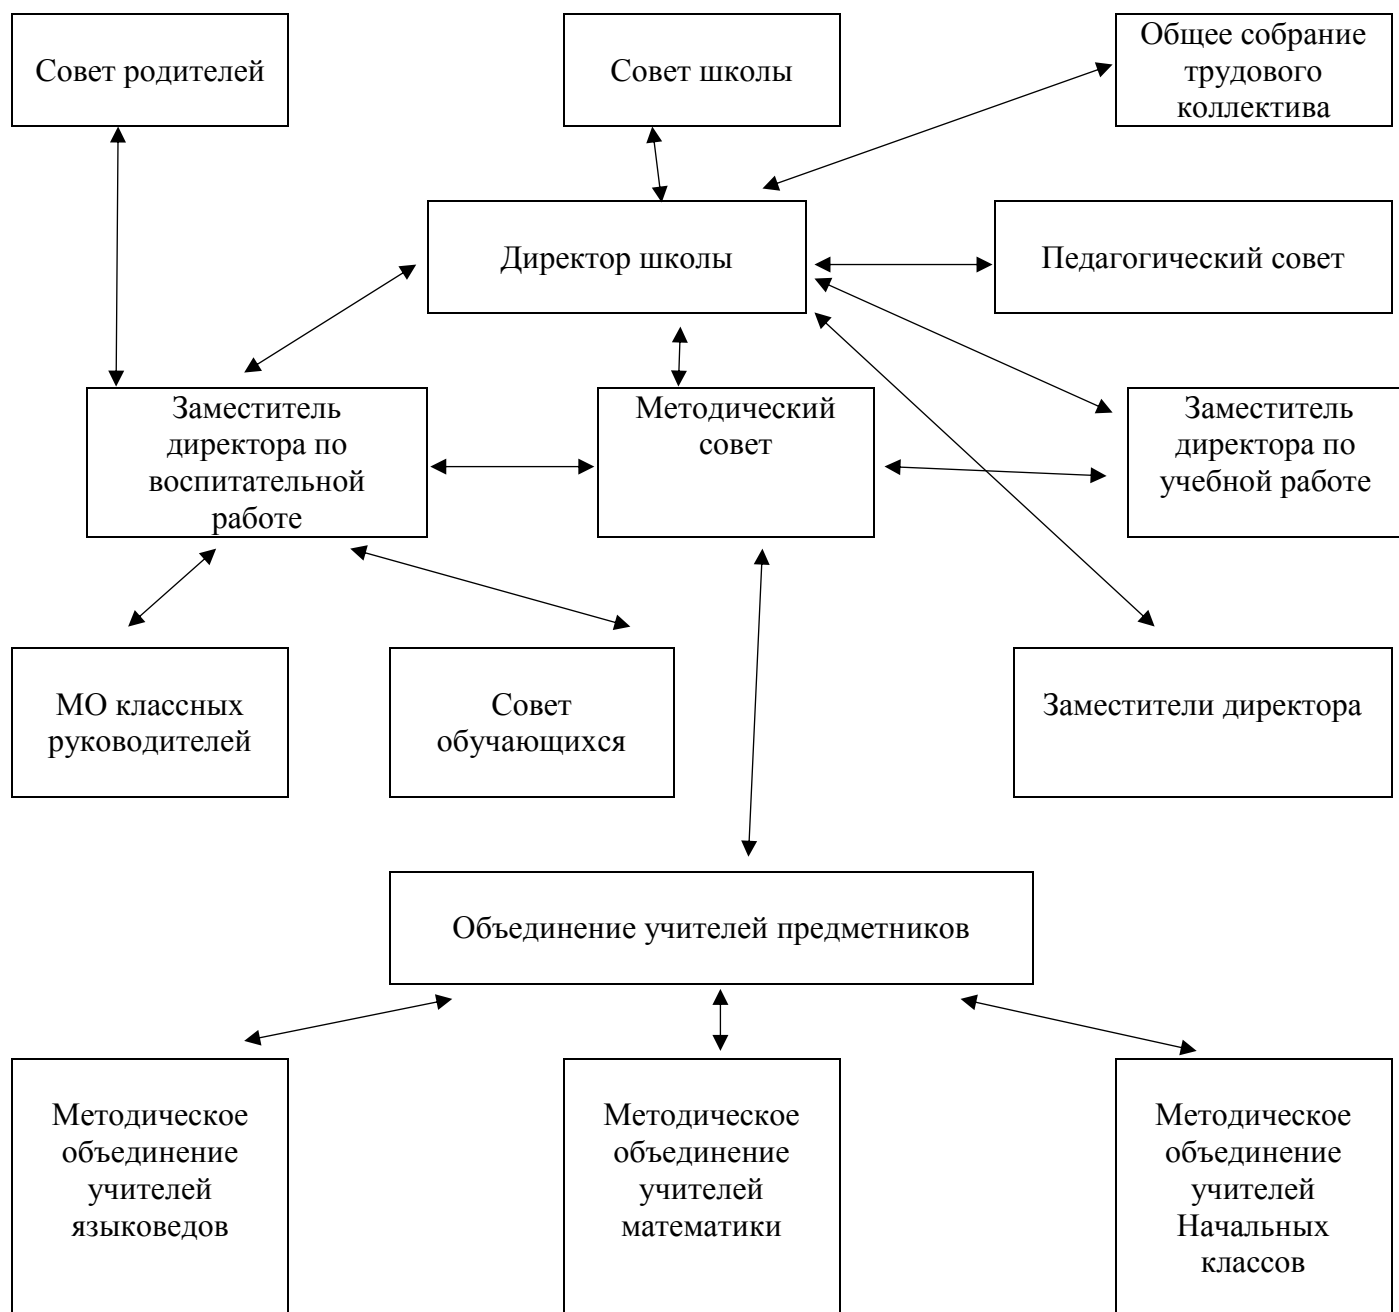 Совет родителей
Совет школы
Общее собрание
трудового
коллектива
Директор школы
Педагогический совет
Заместитель
директора по
воспитательной
работе
Методический
совет
Заместитель
директора по
учебной работе
МО классных
руководителей
Совет
обучающихся
Заместители директора
Объединение учителей предметников
Методическое
объединение
учителей
языковедов
Методическое
объединение
учителей
математики
Методическое
объединение
учителей
Начальных
классов